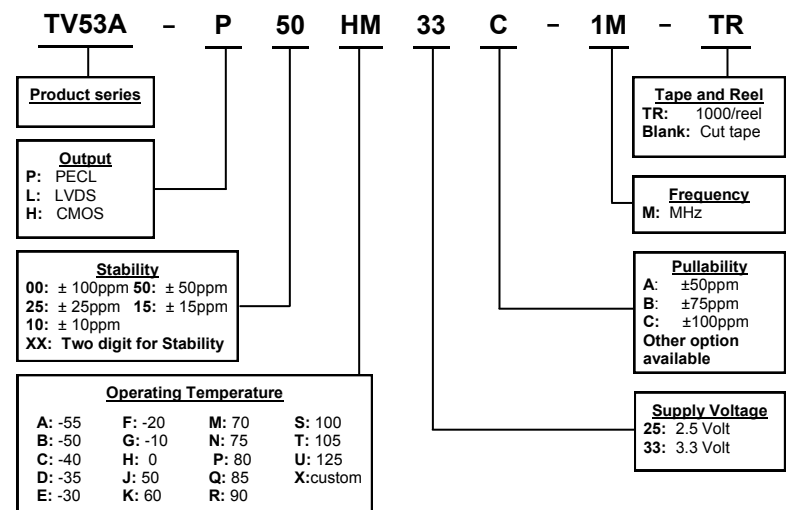 TV53A – P 50 HM 33 C – 1M – TR
Product series
Output
P: PECL
L: LVDS
H: CMOS
Stability
00: ± 100ppm 50: ± 50ppm
25: ± 25ppm 15: ± 15ppm
10: ± 10ppm
XX: Two digit for Stability
Operating Temperature
A: -55 F: -20 M: 70 S: 100
B: -50 G: -10 N: 75 T: 105
C: -40 H: 0 P: 80 U: 125
D: -35 J: 50 Q: 85 X:custom
E: -30 K: 60 R: 90
Tape and Reel
TR: 1000/reel
Blank: Cut tape
Frequency
M: MHz
Pullability
A: ±50ppm
B: ±75ppm
C: ±100ppm
Other option
available
Supply Voltage
25: 2.5 Volt
33: 3.3 Volt